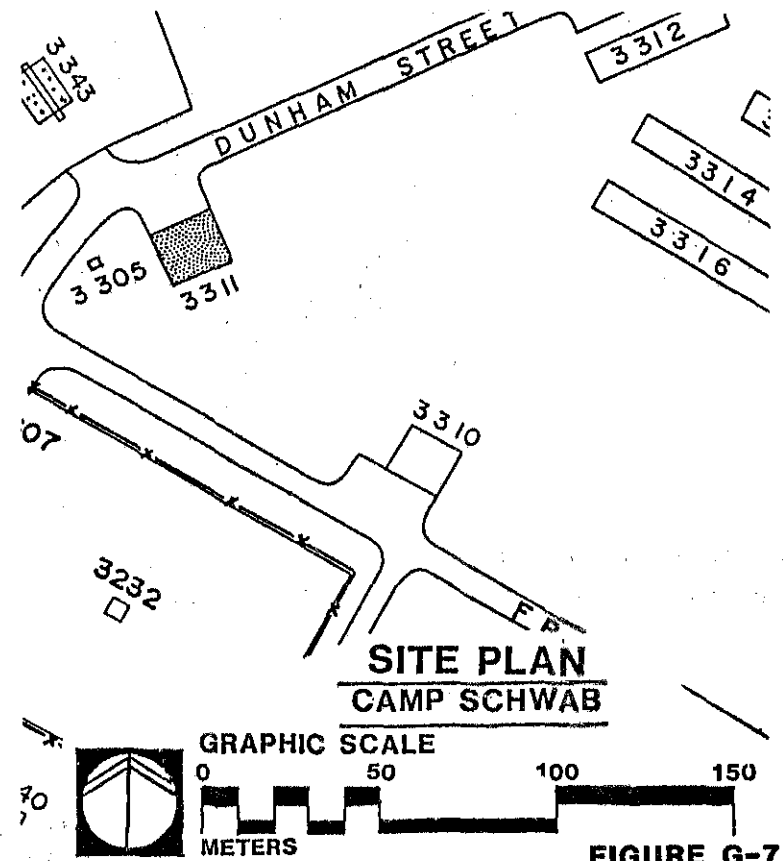 3343
DUNHAM STREET
3312
3314
3316
3305
3311
3310
07
3232
SITE PLAN
CAMP SCHWAB
GRAPHIC SCALE
0 50 100 150
METERS
FIGURE G-7